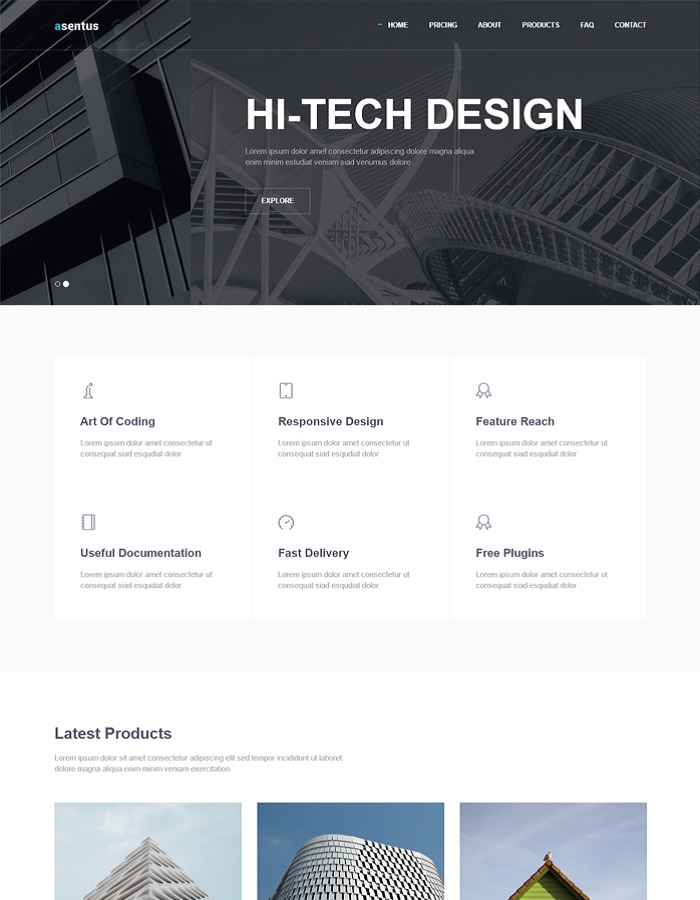 asentus
HOME PRICING ABOUT PRODUCTS FAQ CONTACT
HI-TECH DESIGN
Lorem ipsum dolor amet consectetur adipiscing dolore magna aliqua
enim minim estudiat veniam siad venumus dolore
EXPLORE
Art Of Coding
Lorem ipsum dolor amet consectetur ut
consequat siad esqudiat dolor
Responsive Design
Lorem ipsum dolor amet consectetur ut
consequat siad esqudiat dolor
Feature Reach
Lorem ipsum dolor amet consectetur ut
consequat siad esqudiat dolor
Useful Documentation
Lorem ipsum dolor amet consectetur ut
consequat siad esqudiat dolor
Fast Delivery
Lorem ipsum dolor amet consectetur ut
consequat siad esqudiat dolor
Free Plugins
Lorem ipsum dolor amet consectetur ut
consequat siad esqudiat dolor
Latest Products
Lorem ipsum dolor sit amet consectetur adipiscing elit sed tempor incididunt ut laboret
dolore magna aliqua enim minim veniam exercitation